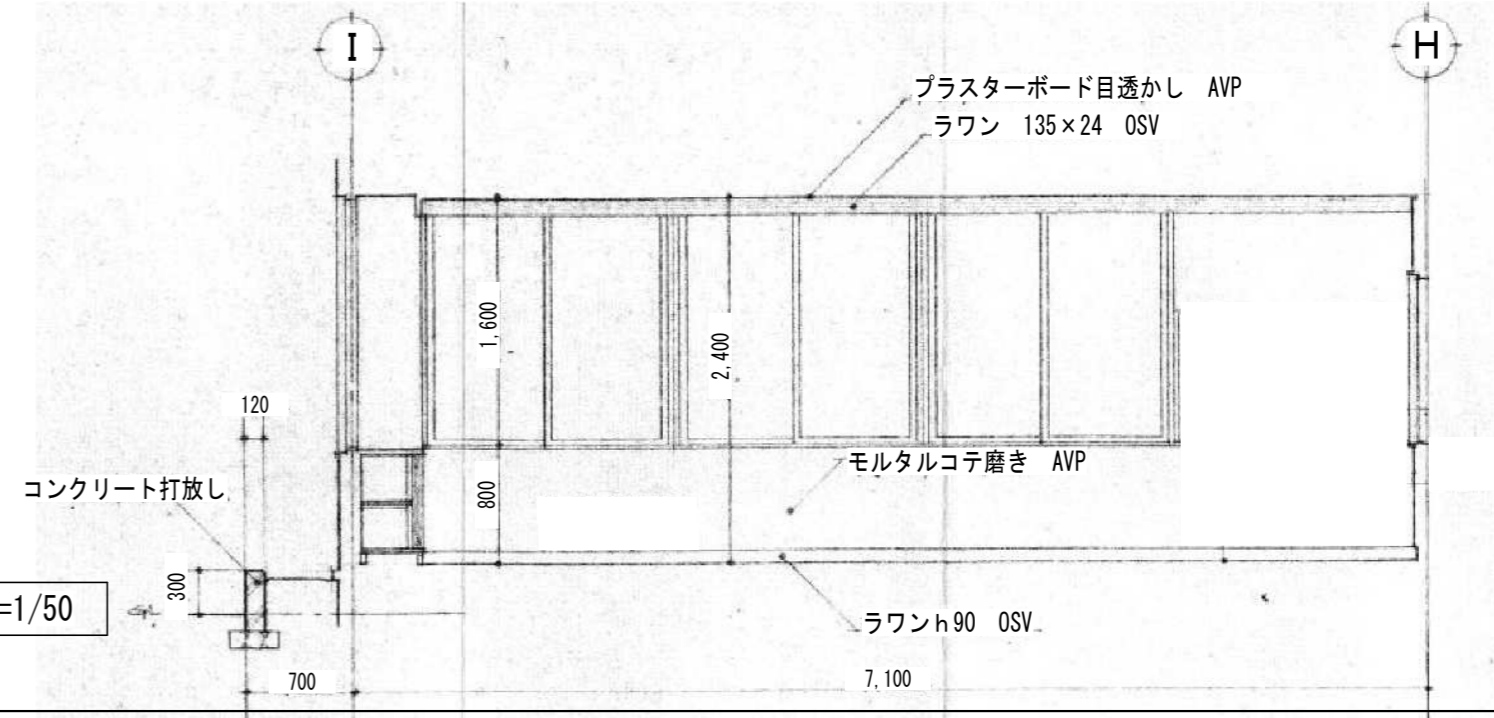 I
H
プラスターボード目透かし AVP
ラワン 135×24 OSV
1,600
2,400
120
モルタルコテ磨き AVP
コンクリート打放し
800
300
=1/50
ラワンh90 OSV
700
7,100